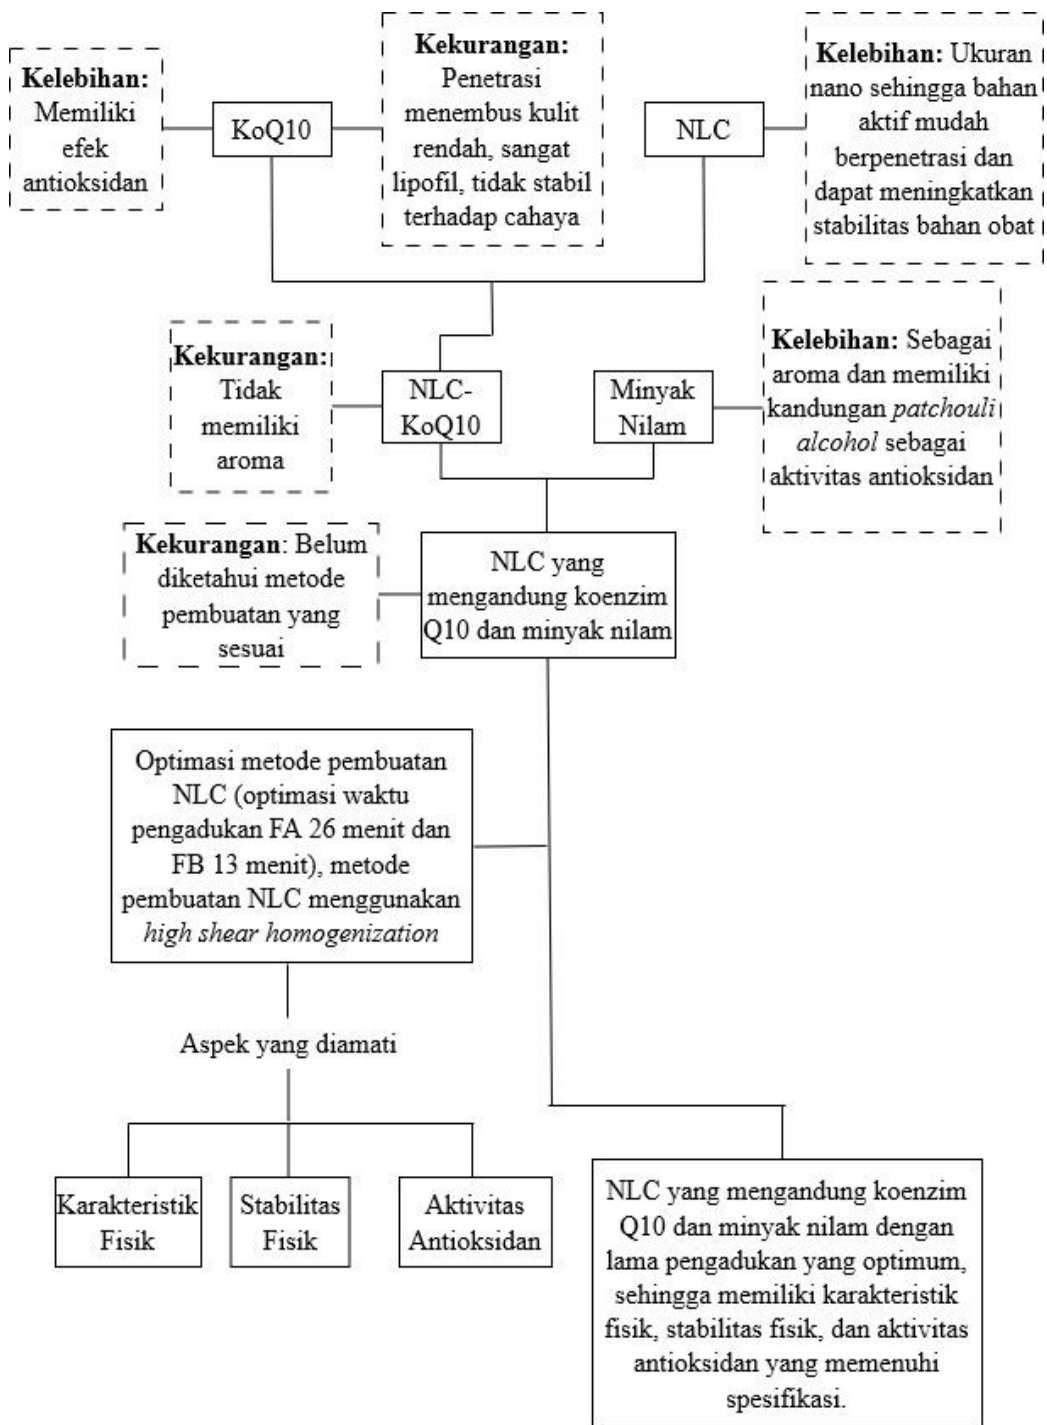 Kelebihan:
Memiliki
efek
antioksidan
KoQ10
Kekurangan:
Penetrasi
menembus kulit
rendah, sangat
lipofil, tidak stabil
terhadap cahaya
NLC
Kelebihan: Ukuran
nano sehingga bahan
aktif mudah
berpenetrasi dan
dapat meningkatkan
stabilitas bahan obat
Kekurangan:
Tidak
memiliki
aroma
NLC-
KoQ10
Minyak
Nilam
Kelebihan: Sebagai
aroma dan memiliki
kandungan patchouli
alcohol sebagai
aktivitas antioksidan
Kekurangan: Belum
diketahui metode
pembuatan yang
sesuai
NLC yang
mengandung koenzim
Q10 dan minyak nilam
Optimasi metode pembuatan
NLC (optimasi waktu
pengadukan FA 26 menit dan
FB 13 menit), metode
pembuatan NLC menggunakan
high shear homogenization
Aspek yang diamati
Karakteristik
Fisik
Stabilitas
Fisik
Aktivitas
Antioksidan
NLC yang mengandung koenzim
Q10 dan minyak nilam dengan
lama pengadukan yang optimum,
sehingga memiliki karakteristik
fisik, stabilitas fisik, dan aktivitas
antioksidan yang memenuhi
spesifikasi.